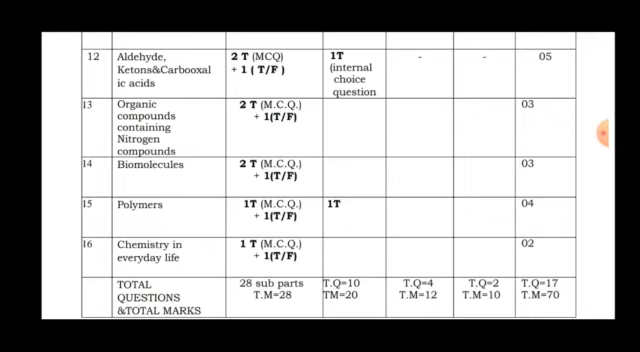 12 Aldehyde, 2 T (MCQ) 1T - - 05
Ketons&Carbooxal + 1 ( T/F ) (internal
ic acids choice
question
13 Organic 2 T (M.C.Q.) 03
compounds + 1(T/F)
containing
Nitrogen
compounds
14 Biomolecules 2 T (M.C.Q.) 03
+ 1(T/F)
15 Polymers 1T (M.C.Q.) 1T 04
+ 1(T/F)
16 Chemistry in 1 T (M.C.Q.) 02
everyday life + 1(T/F)
TOTAL 28 sub parts T.Q=10 T.Q=4 T.Q=2 T.Q=17
QUESTIONS T.M=28 TM=20 T.M=12 T.M=10 T.M=70
&TOTAL MARKS